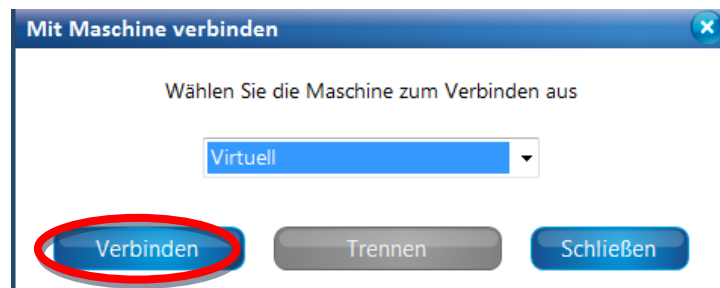 Mit Maschine verbinden
Wählen Sie die Maschine zum Verbinden aus
Virtuell
Verbinden Trennen Schließen